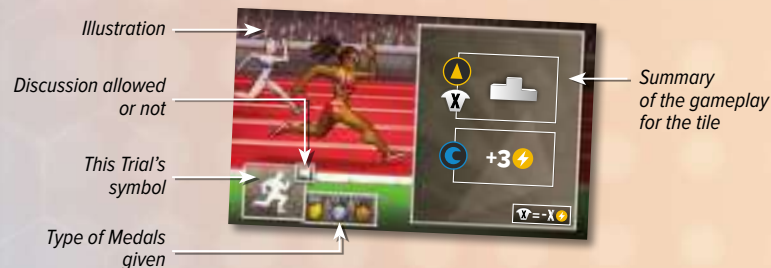 Illustration
Discussion allowed
or not
This Trial's
symbol
Type of Medals
given
X
+3
X = -X
Summary
of the gameplay
for the tile